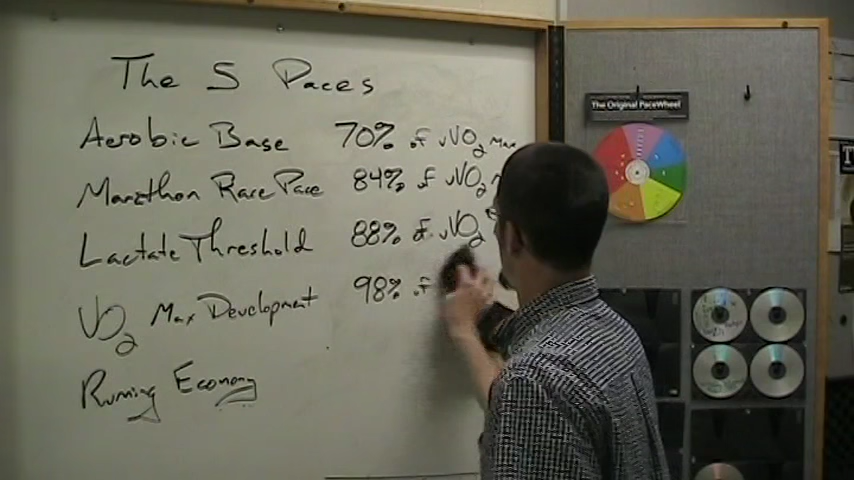 The 5 Paces
Aerobic Base 70% of vVO2 Max
Marathon Race Pace 84% of vVO2
Lactate Threshold 88% of vVO2
VO2 Max Development 98% of
Running Economy
The Original PaceWheel